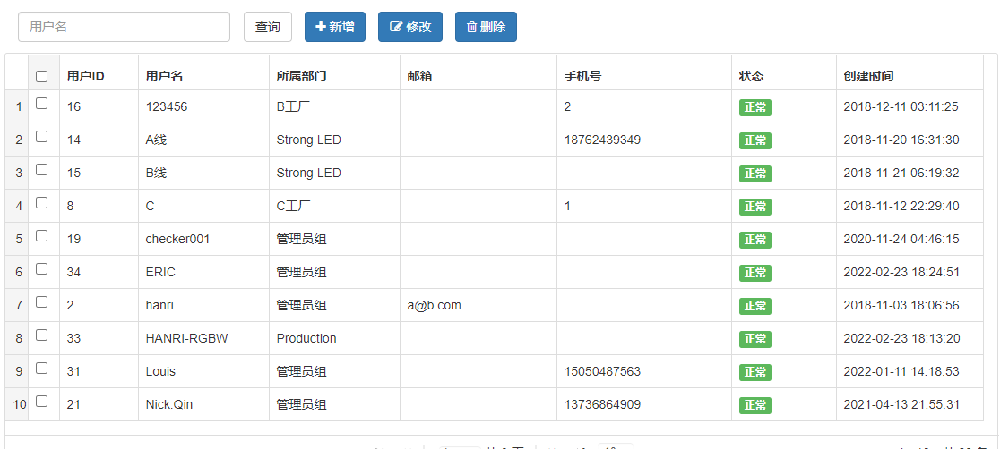 用户名 查询 新增 修改 删除
用户ID 用户名 所属部门 邮箱 手机号 状态 创建时间
1 16 123456 B工厂 2 正常 2018-12-11 03:11:25
2 14 A线 Strong LED 18762439349 正常 2018-11-20 16:31:30
3 15 B线 Strong LED 正常 2018-11-21 06:19:32
4 8 C C工厂 1 正常 2018-11-12 22:29:40
5 19 checker001 管理员组 正常 2020-11-24 04:46:15
6 34 ERIC 管理员组 正常 2022-02-23 18:24:51
7 2 hanri 管理员组 a@b.com 正常 2018-11-03 18:06:56
8 33 HANRI-RGBW Production 正常 2022-02-23 18:13:20
9 31 Louis 管理员组 15050487563 正常 2022-01-11 14:18:53
10 21 Nick.Qin 管理员组 13736864909 正常 2021-04-13 21:55:31